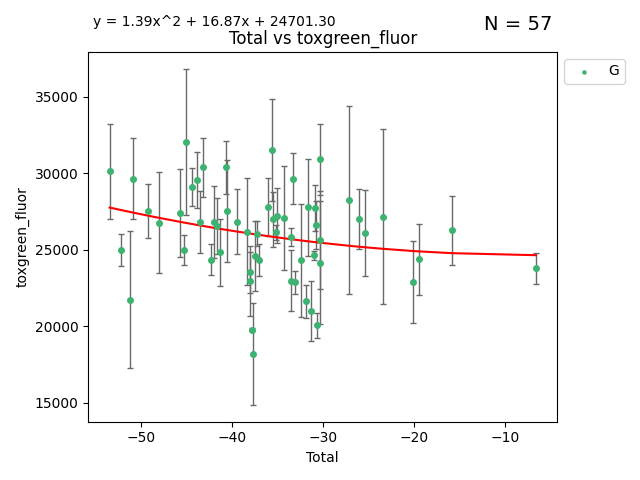 y = 1.39x^2 + 16.87x + 24701.30
N = 57
Total vs toxgreen_fluor
G
35000
30000
25000
20000
15000
toxgreen_fluor
−50
−40
−30
−20
−10
Total